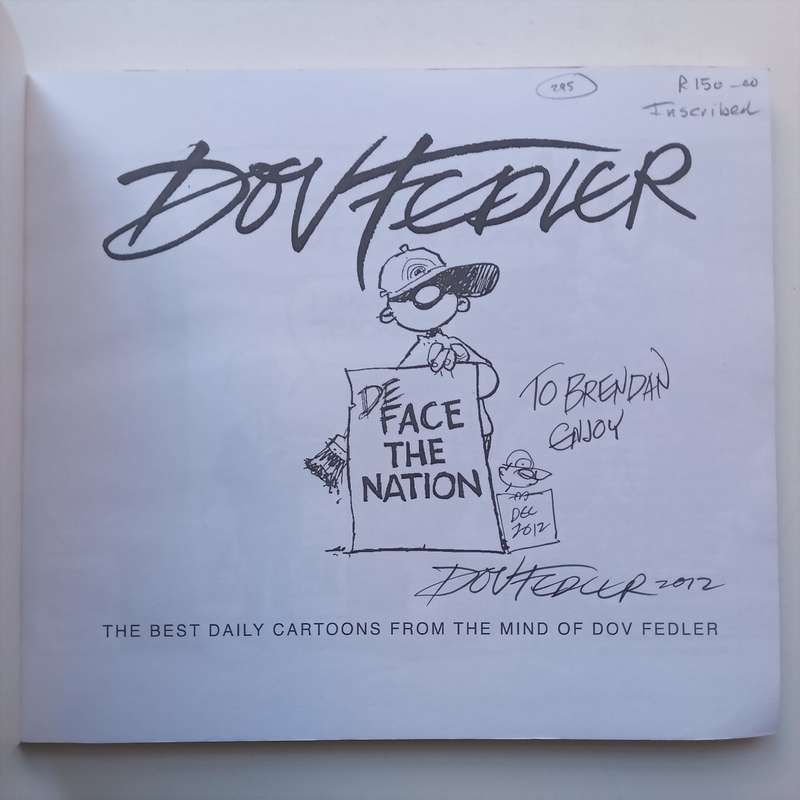 295
R150-00
Inscribed
DOV FEDLER
DE
FACE
THE
NATION
TO BRENDAN
ENJOY
DEC
2012
DOV FEDLER 2012
THE BEST DAILY CARTOONS FROM THE MIND OF DOV FEDLER